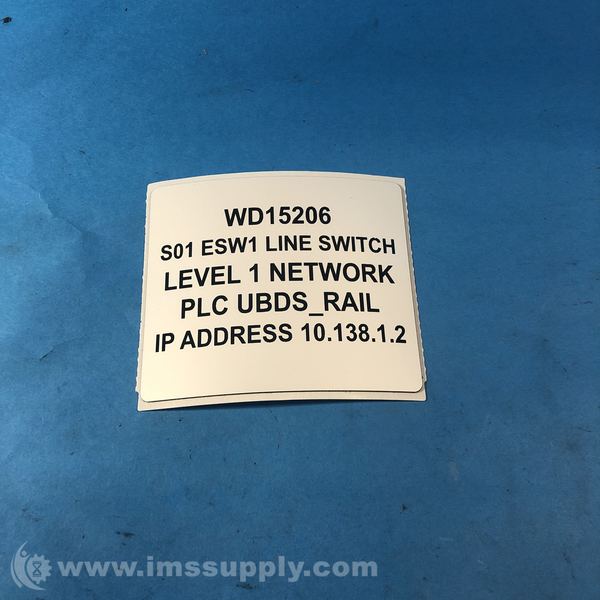 WD15206
S01 ESW1 LINE SWITCH
LEVEL 1 NETWORK
PLC UBDS_RAIL
IP ADDRESS 10.138.1.2
www.imssupply.com